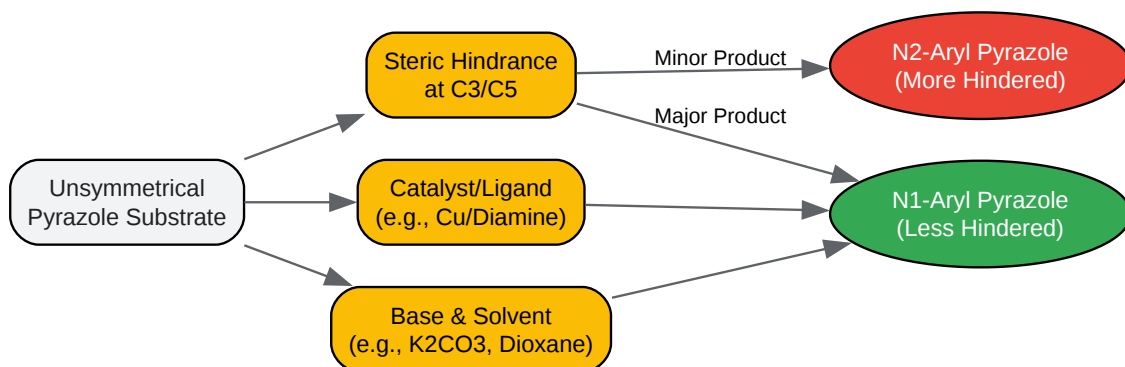 Unsymmetrical
Pyrazole Substrate
Steric Hindrance
at C3/C5
Catalyst/Ligand
(e.g., Cu/Diamine)
Base & Solvent
(e.g., K2CO3, Dioxane)
Minor Product
Major Product
N2-Aryl Pyrazole
(More Hindered)
N1-Aryl Pyrazole
(Less Hindered)